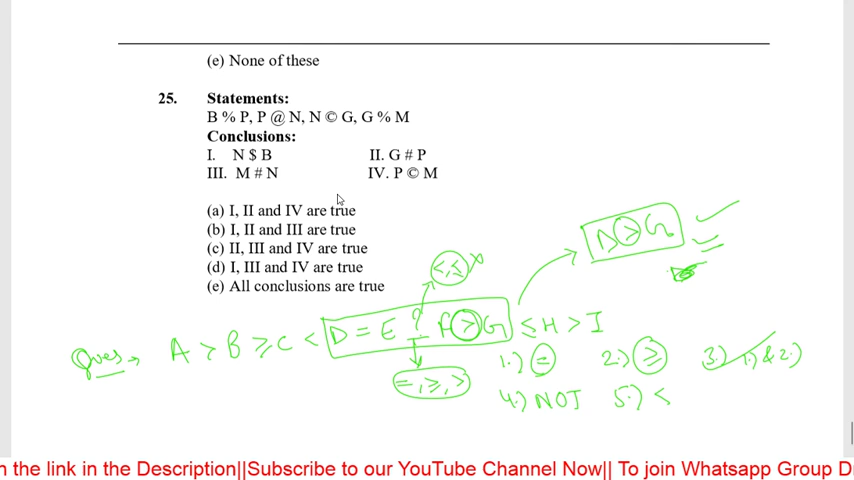 (e) None of these
25. Statements:
B % P, P @ N, N © G, G % M
Conclusions:
I. N $ B II. G # P
III. M # N IV. P © M
(a) I, II and IV are true
(b) I, II and III are true
(c) II, III and IV are true
(d) I, III and IV are true
(e) All conclusions are true
D > G
<, ≤ ×
Ques → A > B ≥ C < D = E ? F > G ≤ H > I
=, ≥, >
1.) = 2.) ≥ 3.) 1.) & 2.)
4.) NOT 5.) <
n the link in the Description||Subscribe to our YouTube Channel Now|| To join Whatsapp Group D